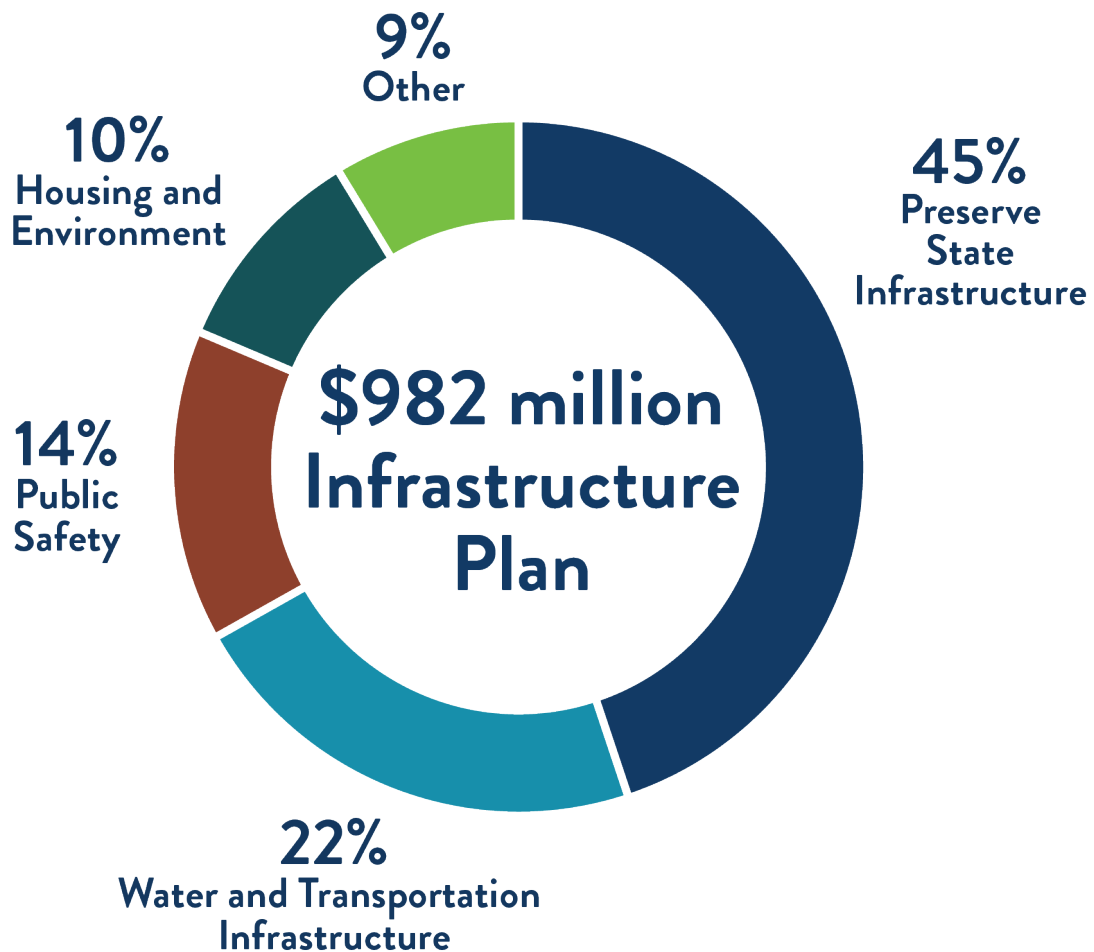 9%
Other
10%
Housing and
Environment
45%
Preserve
State
Infrastructure
$982 million
Infrastructure
Plan
14%
Public
Safety
22%
Water and Transportation
Infrastructure